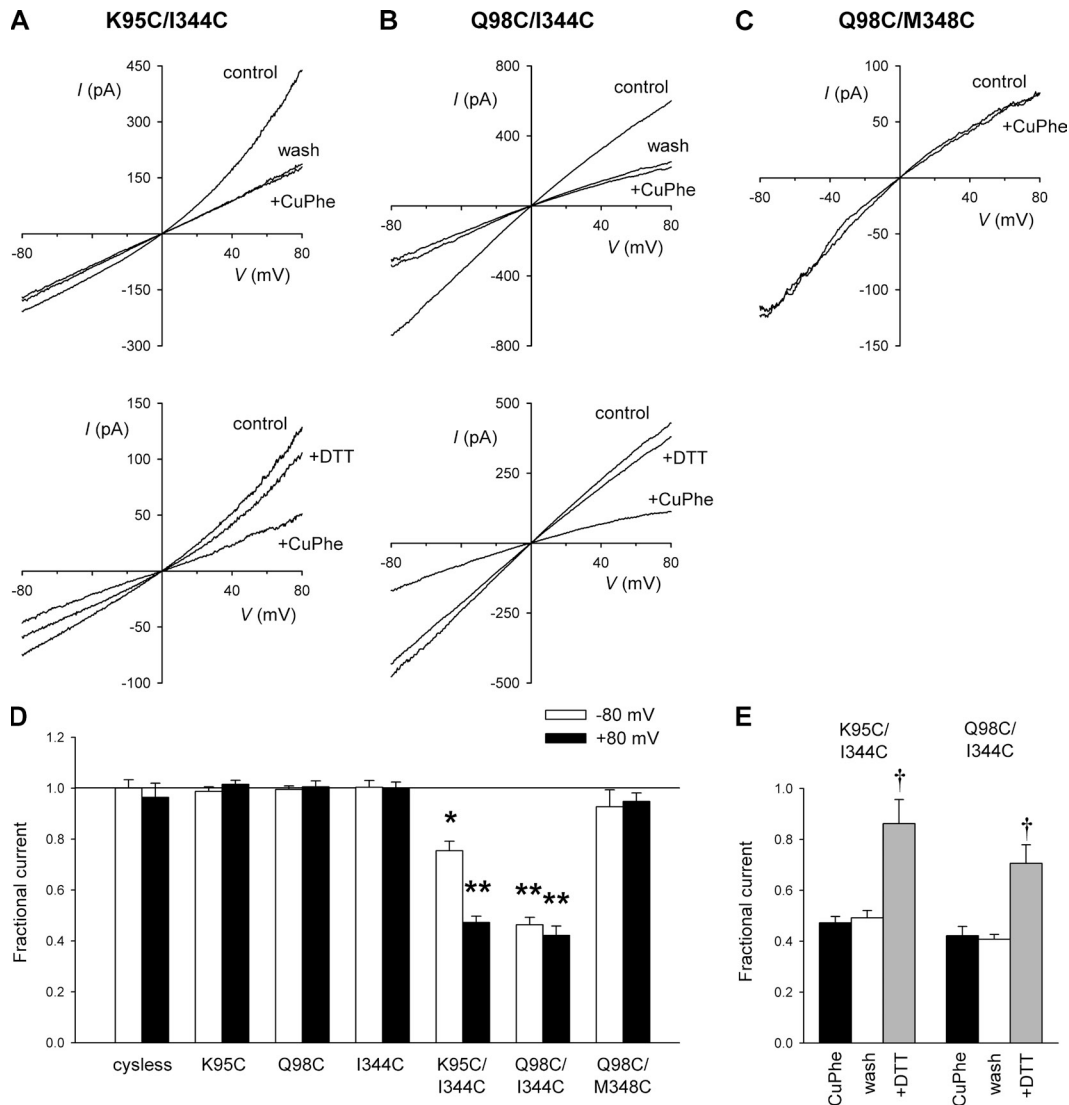 A K95C/I344C
B Q98C/I344C
C Q98C/M348C
450
I (pA)
300
150
-80
40
80
V (mV)
-150
-300
control
wash
+CuPhe
800
I (pA)
400
-80
40
80
V (mV)
-400
-800
control
wash
+CuPhe
100
I (pA)
50
-80
-40
40
80
V (mV)
-50
-100
-150
control
+CuPhe
150
I (pA)
100
50
-80
40
80
V (mV)
-50
-100
control
+DTT
+CuPhe
500
I (pA)
250
-80
40
80
V (mV)
-250
-500
control
+DTT
+CuPhe
D
-80 mV
+80 mV
Fractional current
1.2
1.0
0.8
0.6
0.4
0.2
0.0
*
**
**
**
cysless
K95C
Q98C
I344C
K95C/
I344C
Q98C/
I344C
Q98C/
M348C
E
K95C/
I344C
Q98C/
I344C
†
†
Fractional current
1.0
0.8
0.6
0.4
0.2
0.0
CuPhe
wash
+DTT
CuPhe
wash
+DTT